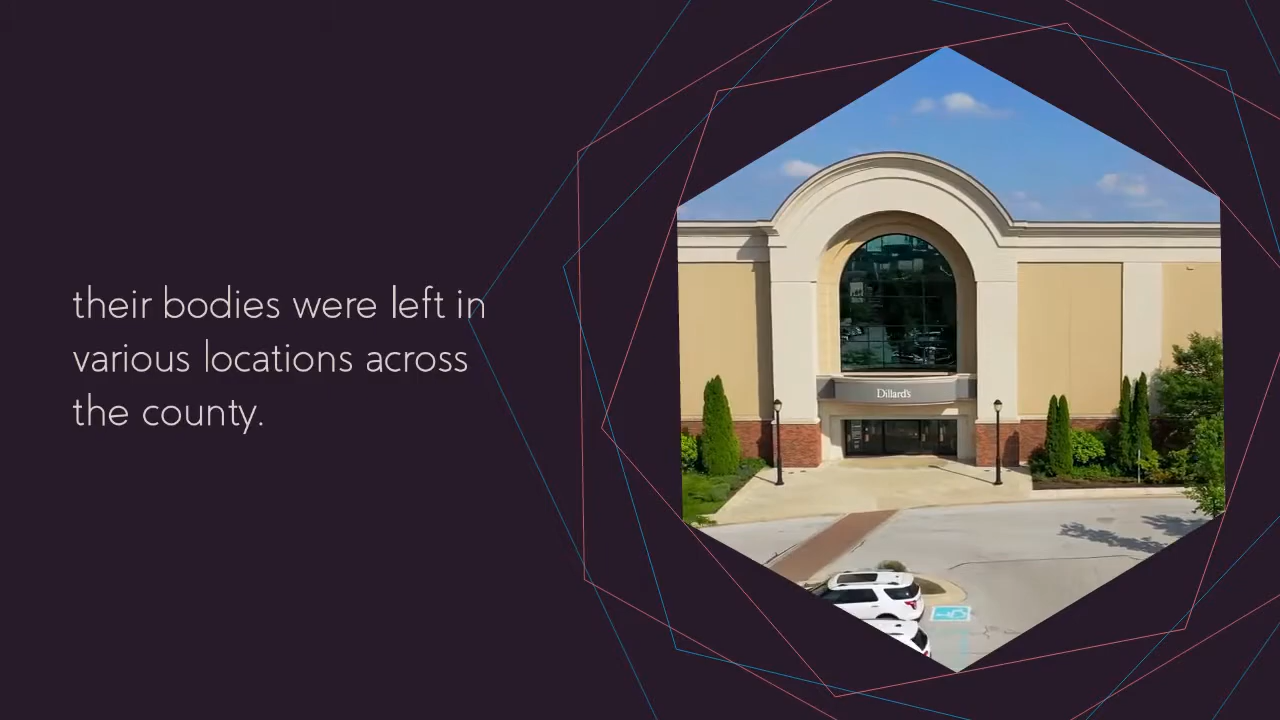 their bodies were left in
various locations across
the county.
Dillard's